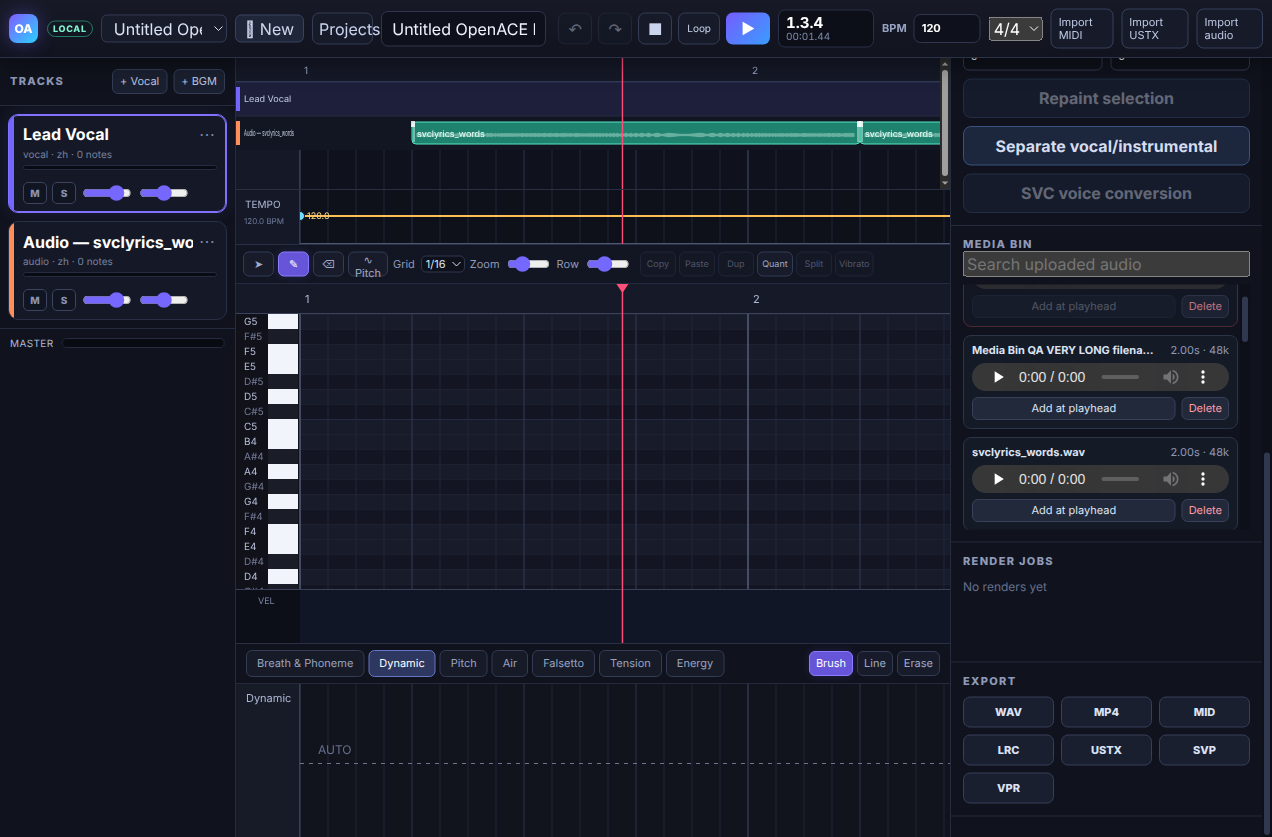 OA LOCAL Untitled Ope New Projects Untitled OpenACE Loop 1.3.4 00:01.44 BPM 120 4/4 Import MIDI Import USTX Import audio
TRACKS + Vocal + BGM
Lead Vocal ...
vocal · zh · 0 notes
M S
Audio — svclyrics_wo ...
audio · zh · 0 notes
M S
MASTER
1 2
Lead Vocal
Audio — svclyrics_words svclyrics_words svclyrics_words
TEMPO
120.0 BPM 120.0
Pitch Grid 1/16 Zoom Row Copy Paste Dup Quant Split Vibrato
1 2
G5
F#5
F5
E5
D#5
D5
C#5
C5
B4
A#4
A4
G#4
G4
F#4
F4
E4
D#4
D4
VEL
Breath & Phoneme Dynamic Pitch Air Falsetto Tension Energy Brush Line Erase
Dynamic
AUTO
Repaint selection
Separate vocal/instrumental
SVC voice conversion
MEDIA BIN
Search uploaded audio
Add at playhead Delete
Media Bin QA VERY LONG filena... 2.00s · 48k
0:00 / 0:00
Add at playhead Delete
svclyrics_words.wav 2.00s · 48k
0:00 / 0:00
Add at playhead Delete
RENDER JOBS
No renders yet
EXPORT
WAV MP4 MID
LRC USTX SVP
VPR